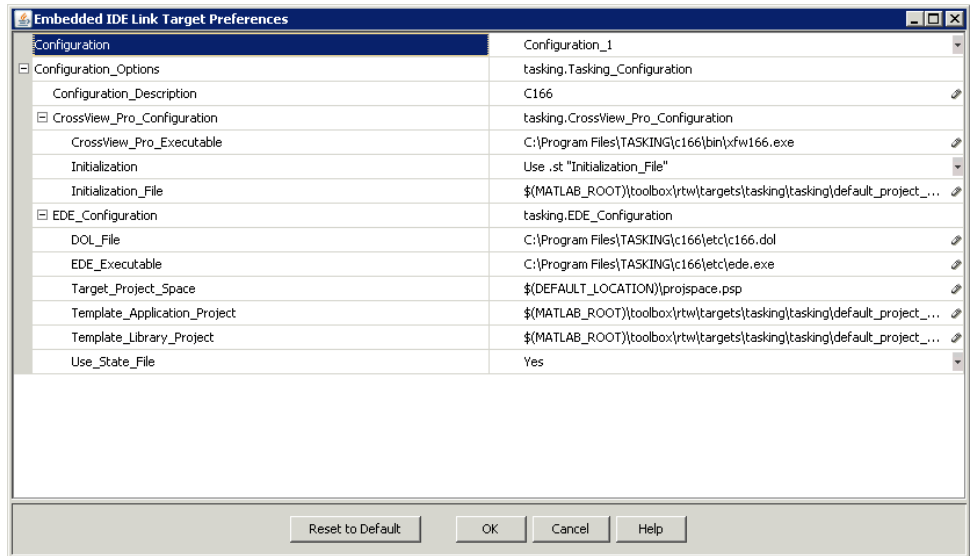 Embedded IDE Link Target Preferences
Configuration Configuration_1
Configuration_Options tasking.Tasking_Configuration
Configuration_Description C166
CrossView_Pro_Configuration tasking.CrossView_Pro_Configuration
CrossView_Pro_Executable C:\Program Files\TASKING\c166\bin\xfw166.exe
Initialization Use .st "Initialization_File"
Initialization_File $(MATLAB_ROOT)\toolbox\rtw\targets\tasking\tasking\default_project_...
EDE_Configuration tasking.EDE_Configuration
DOL_File C:\Program Files\TASKING\c166\etc\c166.dol
EDE_Executable C:\Program Files\TASKING\c166\etc\ede.exe
Target_Project_Space $(DEFAULT_LOCATION)\projspace.psp
Template_Application_Project $(MATLAB_ROOT)\toolbox\rtw\targets\tasking\tasking\default_project_...
Template_Library_Project $(MATLAB_ROOT)\toolbox\rtw\targets\tasking\tasking\default_project_...
Use_State_File Yes
Reset to Default OK Cancel Help